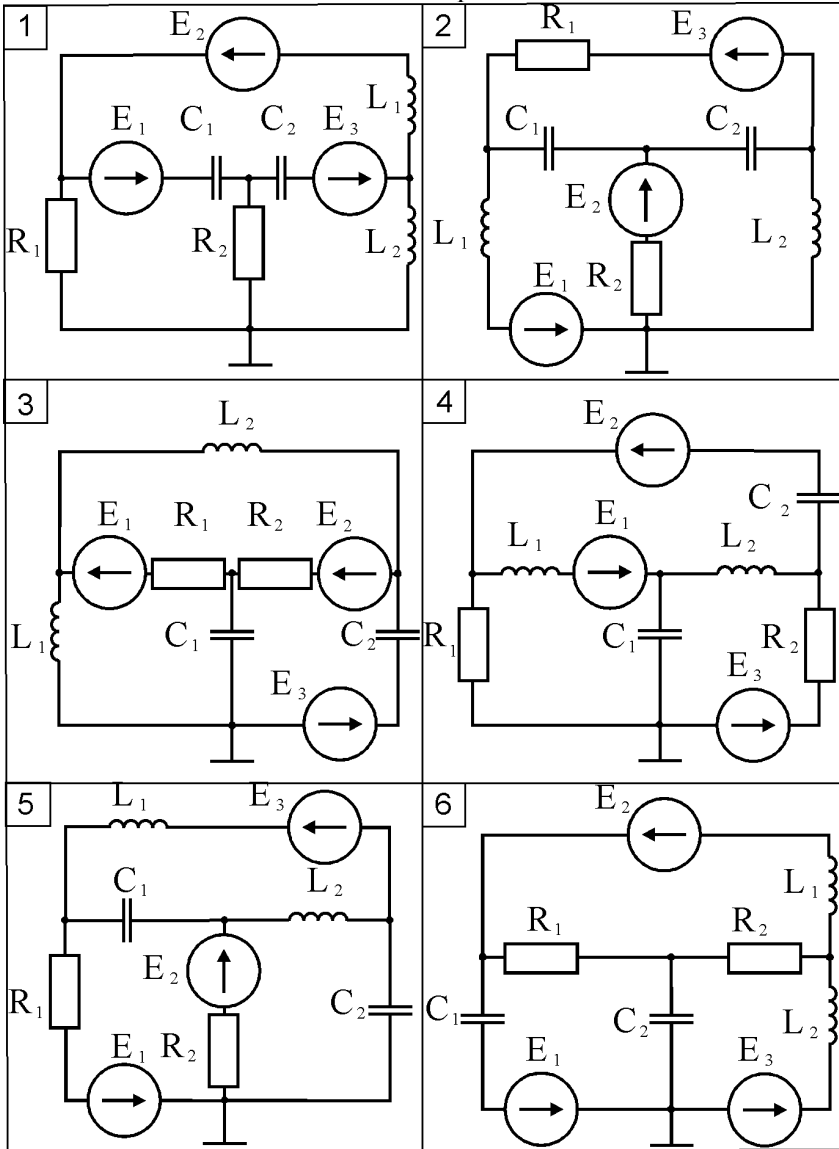 1
E₂
L₁
E₁ C₁ C₂ E₃
R₁ R₂ L₂
2
R₁ E₃
C₁ C₂
E₂
L₁ L₂
E₁ R₂
3
L₂
E₁ R₁ R₂ E₂
L₁ C₁ C₂
E₃
4
E₂
C₂
L₁ E₁ L₂
R₁ C₁ R₂
E₃
5
L₁ E₃
C₁ L₂
E₂
R₁ C₂
E₁ R₂
6
E₂
L₁
R₁ R₂
C₁ C₂ L₂
E₁ E₃